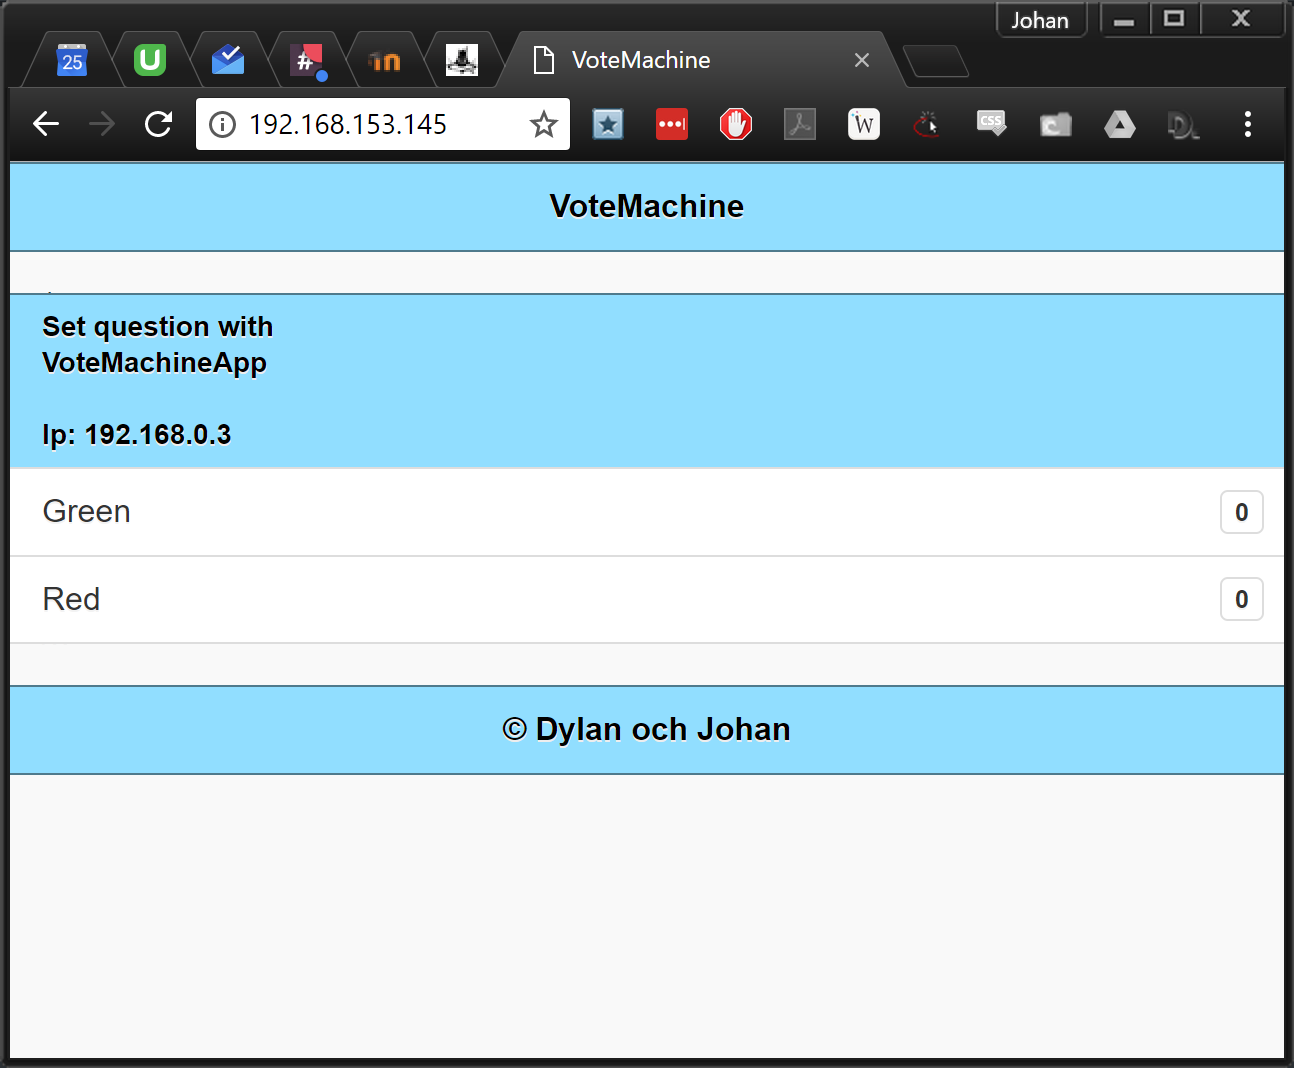 Johan
25
U
#
VoteMachine
192.168.153.145
W
CSS
VoteMachine
Set question with
VoteMachineApp
Ip: 192.168.0.3
Green 0
Red 0
© Dylan och Johan